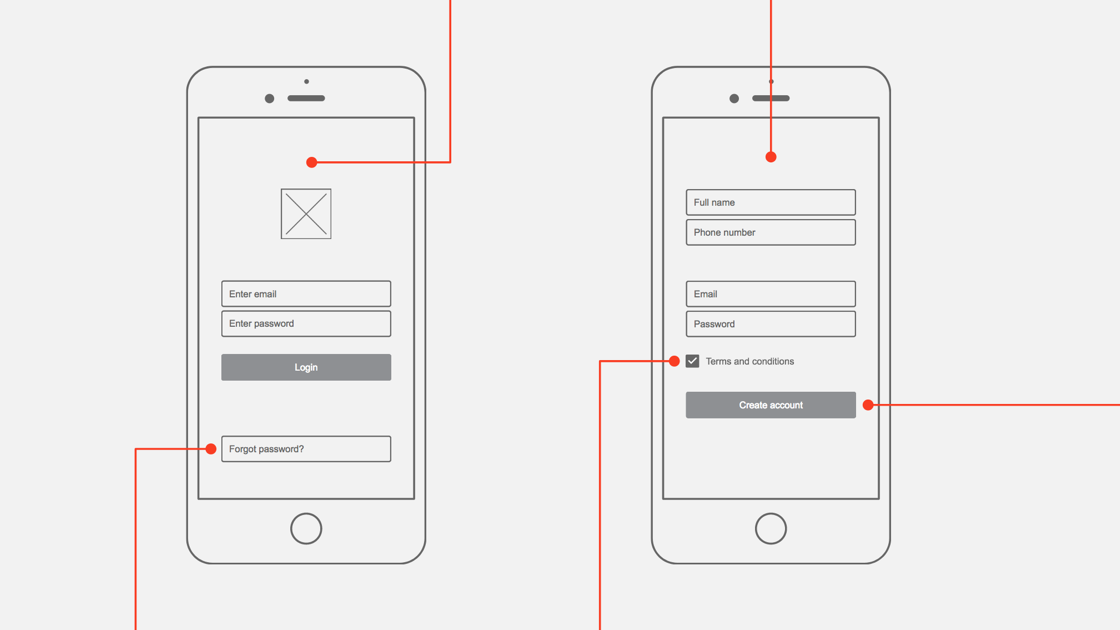 Enter email
Enter password
Login
Forgot password?
Full name
Phone number
Email
Password
Terms and conditions
Create account